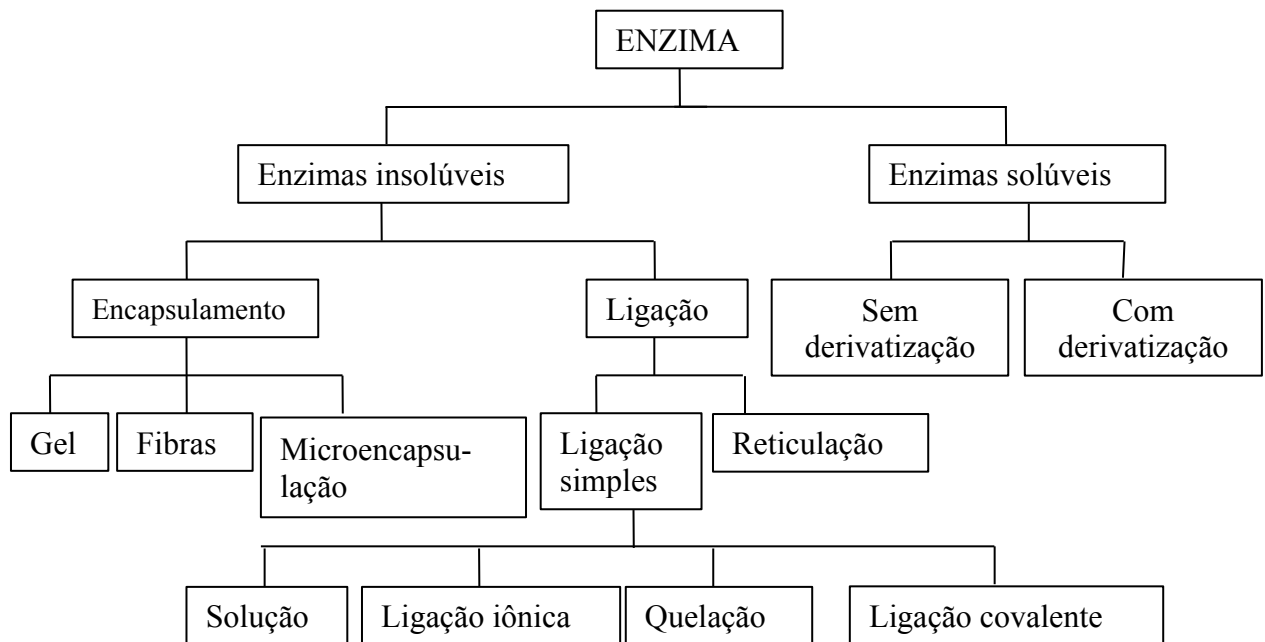 ENZIMA
Enzimas insolúveis
Enzimas solúveis
Encapsulamento
Ligação
Sem
derivatização
Com
derivatização
Gel
Fibras
Microencapsu-
lação
Ligação
simples
Reticulação
Solução
Ligação iônica
Quelação
Ligação covalente